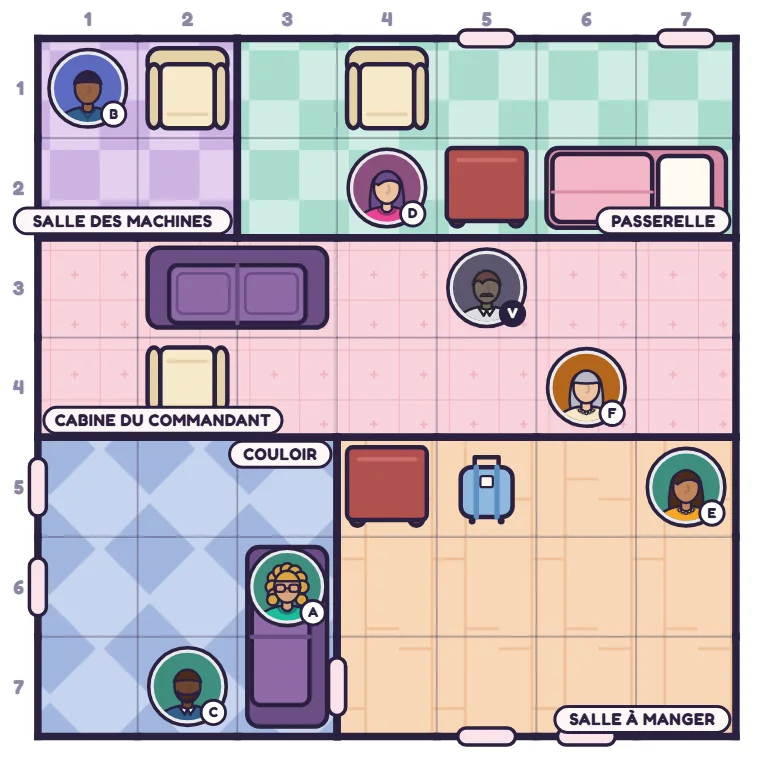 1 2 3 4 5 6 7
1
B
2
D
SALLE DES MACHINES
PASSERELLE
3
V
4
F
CABINE DU COMMANDANT
COULOIR
5
E
6
A
7
C
SALLE À MANGER